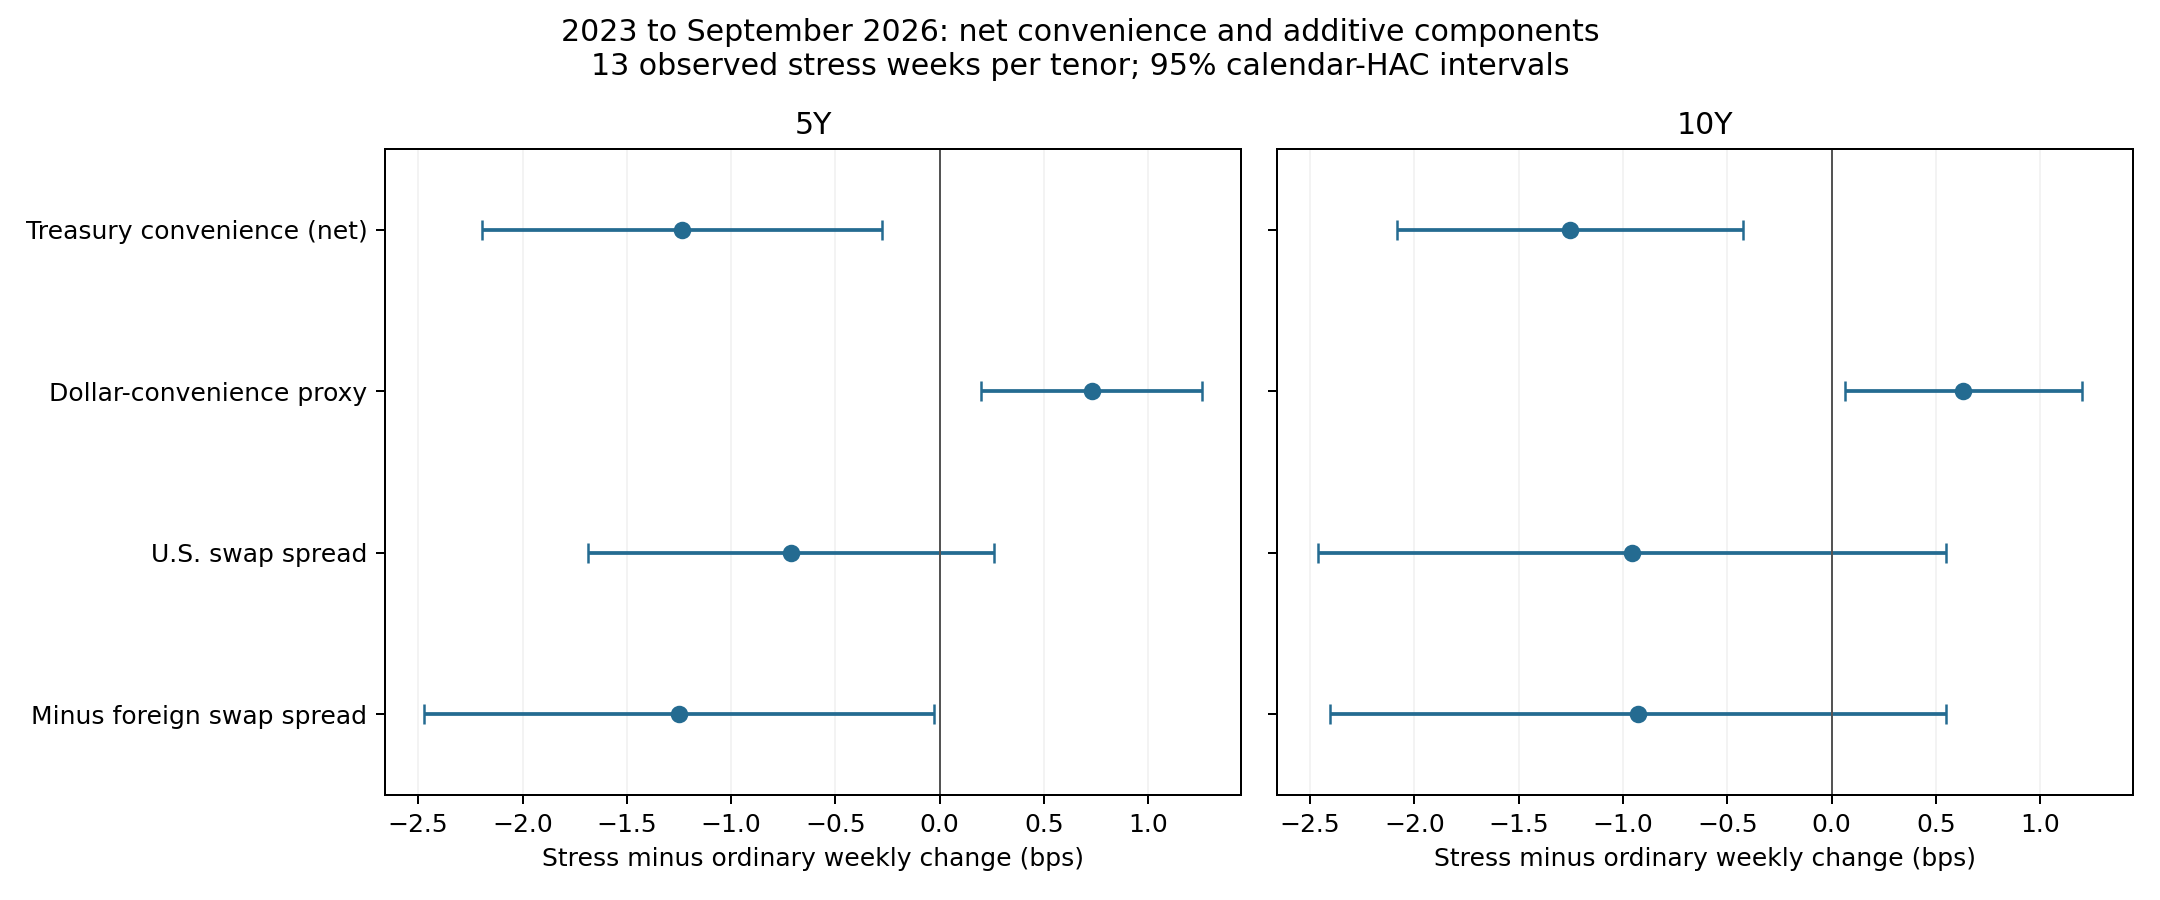 2023 to September 2026: net convenience and additive components
13 observed stress weeks per tenor; 95% calendar-HAC intervals
5Y
10Y
Treasury convenience (net)
Dollar-convenience proxy
U.S. swap spread
Minus foreign swap spread
−2.5 −2.0 −1.5 −1.0 −0.5 0.0 0.5 1.0
−2.5 −2.0 −1.5 −1.0 −0.5 0.0 0.5 1.0
Stress minus ordinary weekly change (bps)
Stress minus ordinary weekly change (bps)